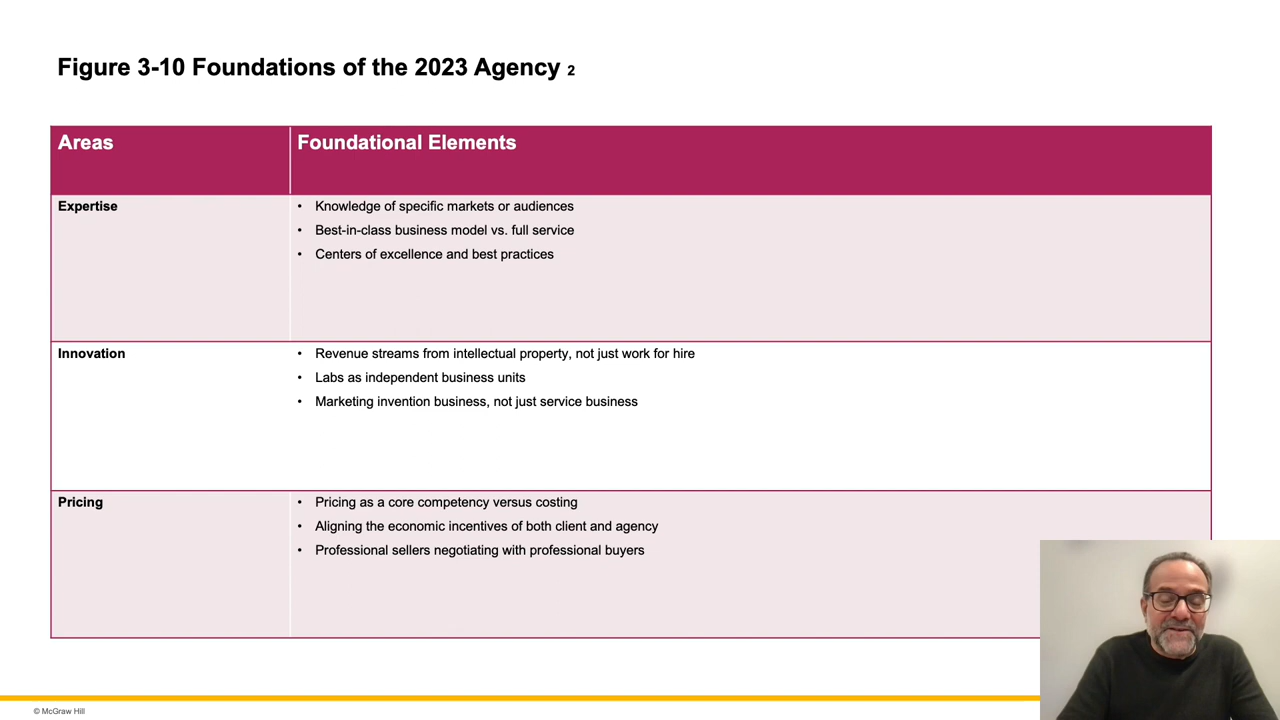 Figure 3-10 Foundations of the 2023 Agency 2
Areas
Foundational Elements
Expertise
• Knowledge of specific markets or audiences
• Best-in-class business model vs. full service
• Centers of excellence and best practices
Innovation
• Revenue streams from intellectual property, not just work for hire
• Labs as independent business units
• Marketing invention business, not just service business
Pricing
• Pricing as a core competency versus costing
• Aligning the economic incentives of both client and agency
• Professional sellers negotiating with professional buyers
© McGraw Hill